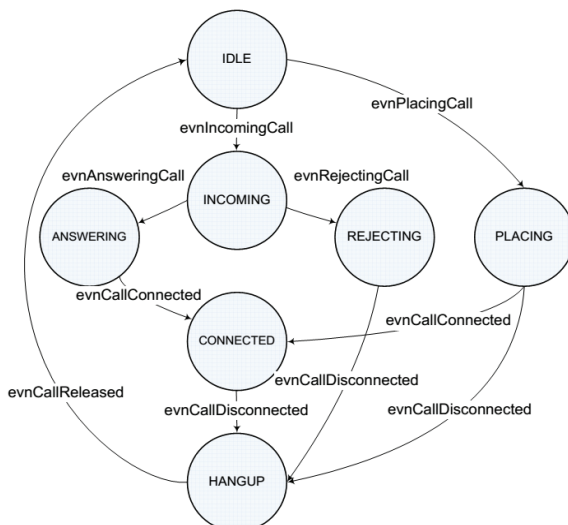 IDLE
evnPlacingCall
evnIncomingCall
evnAnsweringCall
evnRejectingCall
INCOMING
ANSWERING
REJECTING
PLACING
evnCallConnected
evnCallConnected
CONNECTED
evnCallDisconnected
evnCallReleased
evnCallDisconnected
evnCallDisconnected
HANGUP